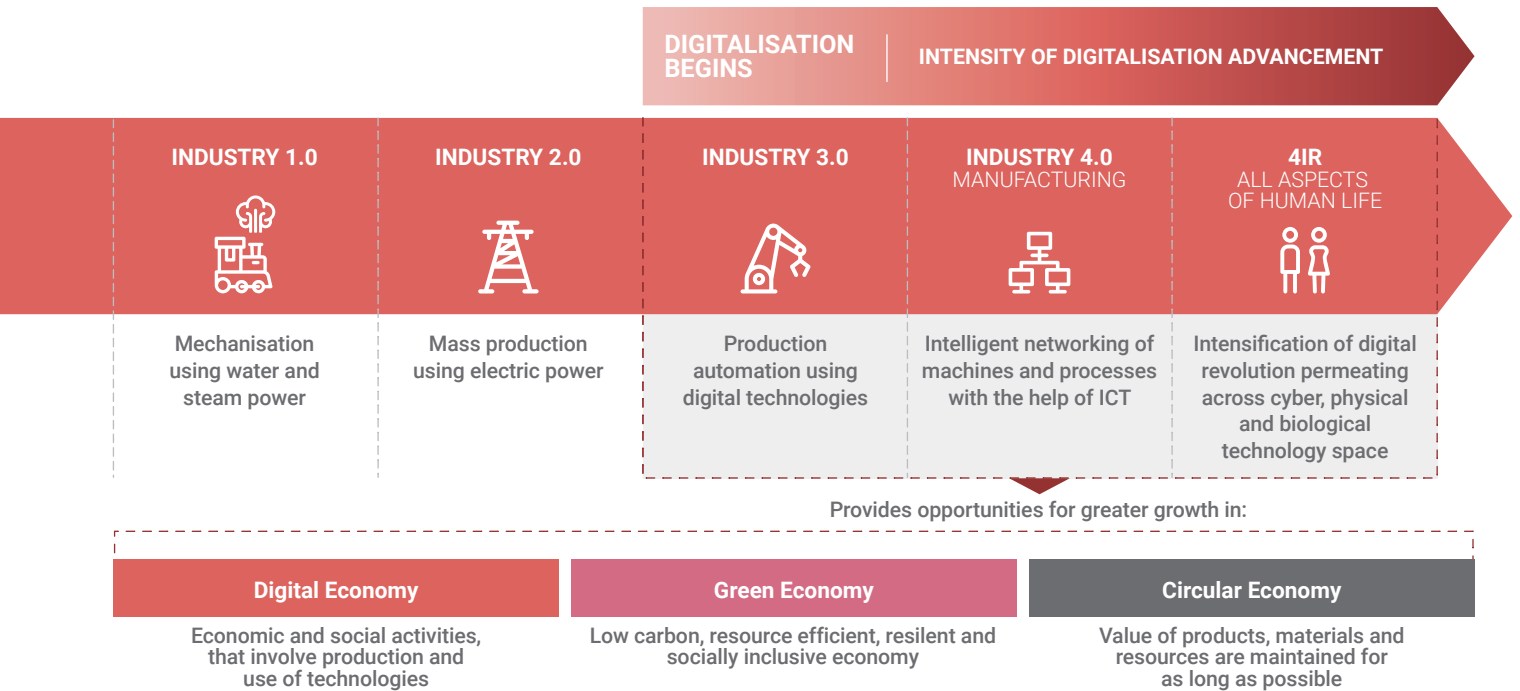 DIGITALISATION
BEGINS
INTENSITY OF DIGITALISATION ADVANCEMENT
INDUSTRY 1.0
INDUSTRY 2.0
INDUSTRY 3.0
INDUSTRY 4.0
MANUFACTURING
4IR
ALL ASPECTS
OF HUMAN LIFE
Mechanisation
using water and
steam power
Mass production
using electric power
Production
automation using
digital technologies
Intelligent networking of
machines and processes
with the help of ICT
Intensification of digital
revolution permeating
across cyber, physical
and biological
technology space
Provides opportunities for greater growth in:
Digital Economy
Economic and social activities,
that involve production and
use of technologies
Green Economy
Low carbon, resource efficient, resilent and
socially inclusive economy
Circular Economy
Value of products, materials and
resources are maintained for
as long as possible